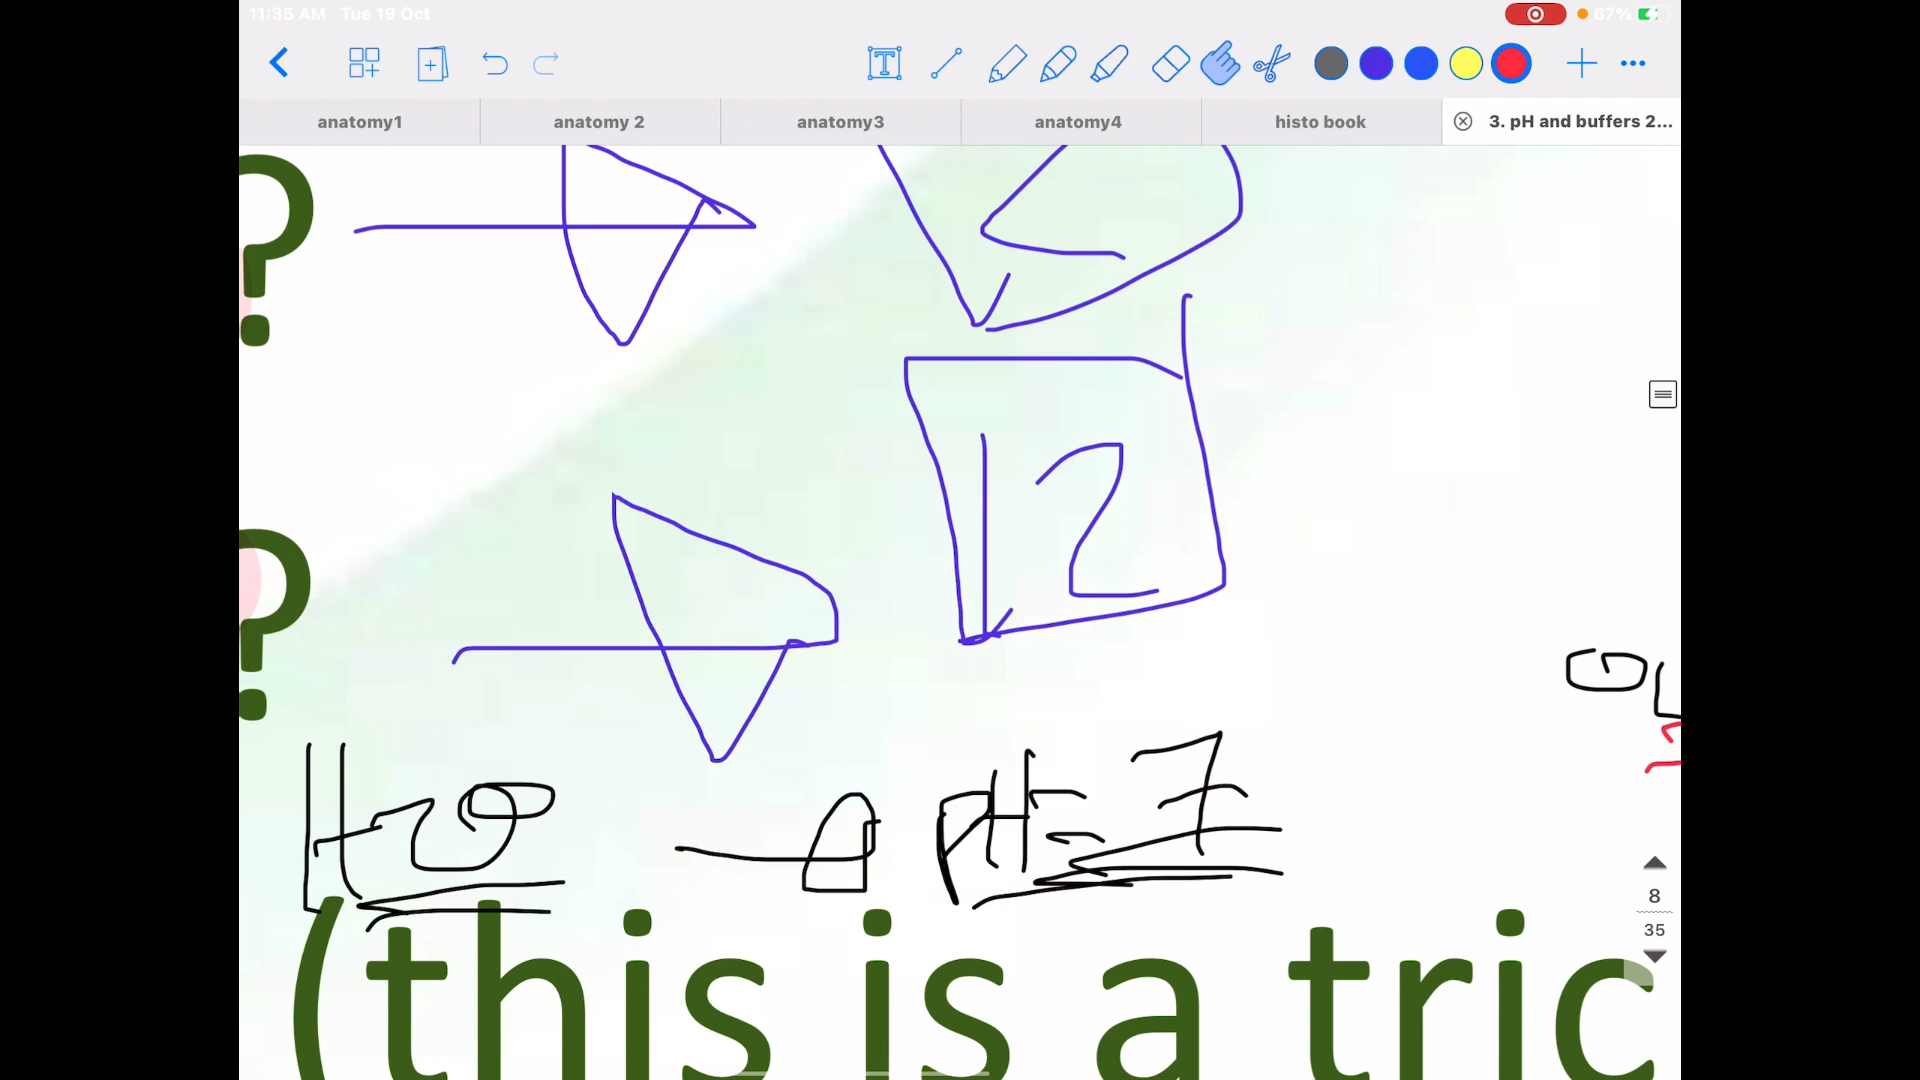 11:35 AM Tue 19 Oct
67%
T
anatomy1 anatomy 2 anatomy3 anatomy4 histo book 3. pH and buffers 2...
?
2
12
?
H2O → pH = 7
8
35
(this is a tric